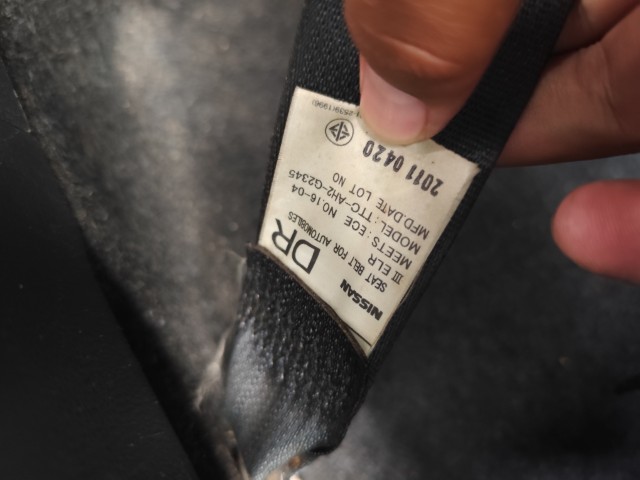 NISSAN
SEAT BELT FOR AUTOMOBILES
III ELR DR
MEETS : ECE NO.16-04
MODEL : TTC-AH2-G2345
MFD.DATE LOT NO
2011 0420